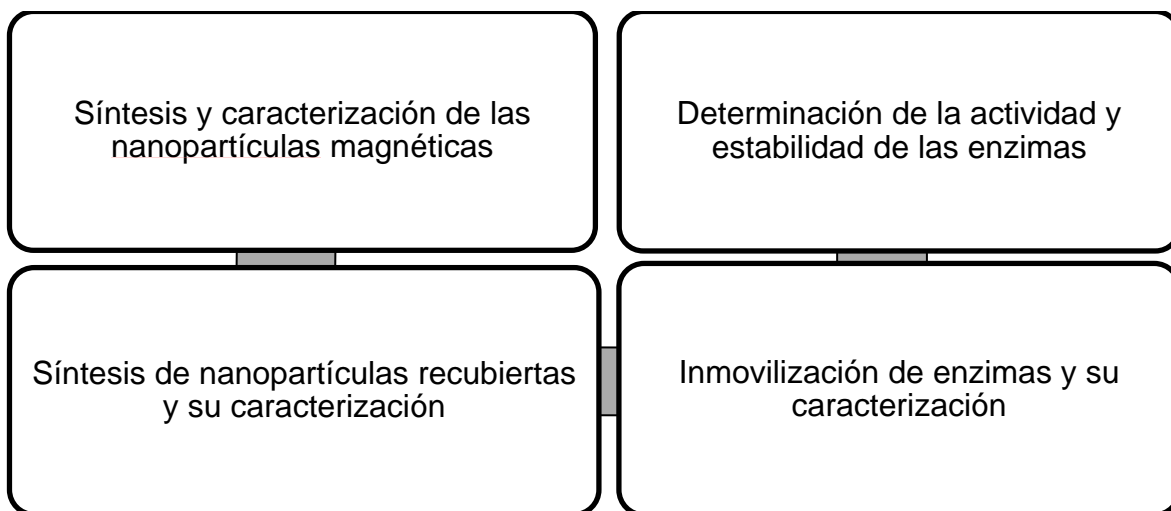 Síntesis y caracterización de las
nanopartículas magnéticas
Determinación de la actividad y
estabilidad de las enzimas
Síntesis de nanopartículas recubiertas
y su caracterización
Inmovilización de enzimas y su
caracterización